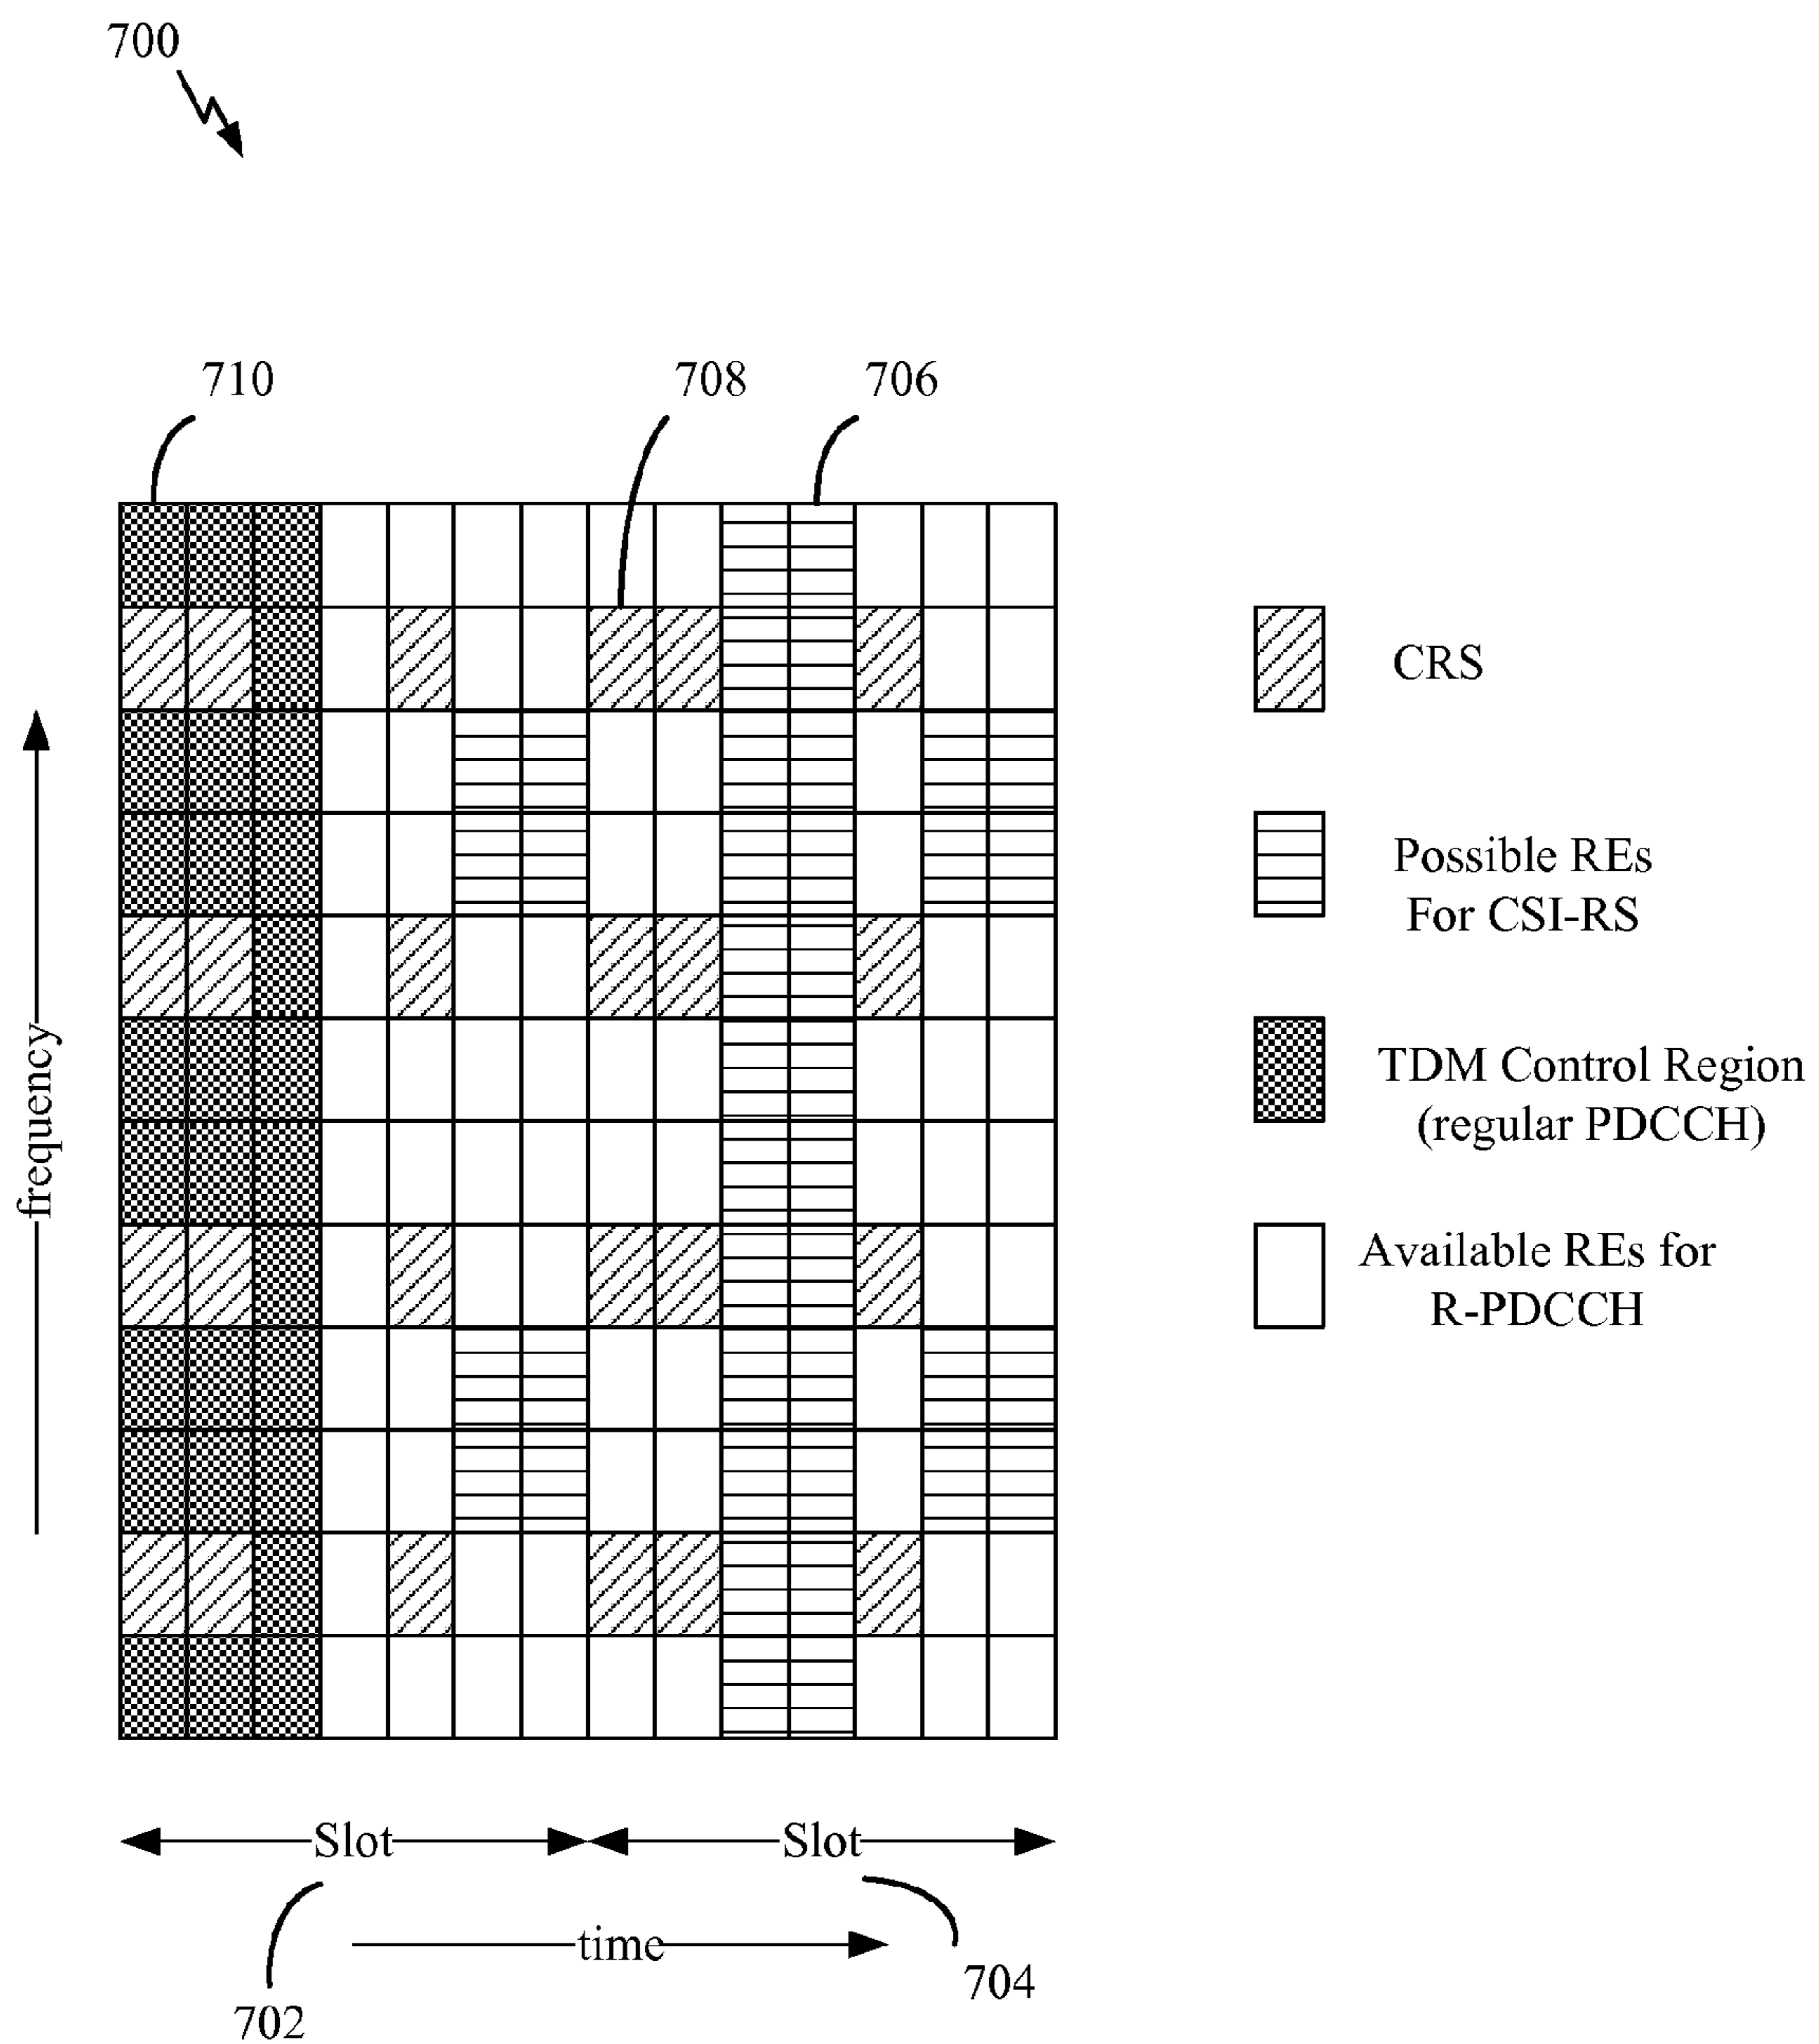 700
710
708
706
CRS
Possible REs
For CSI-RS
TDM Control Region
(regular PDCCH)
Available REs for
R-PDCCH
frequency
Slot
Slot
time
702
704